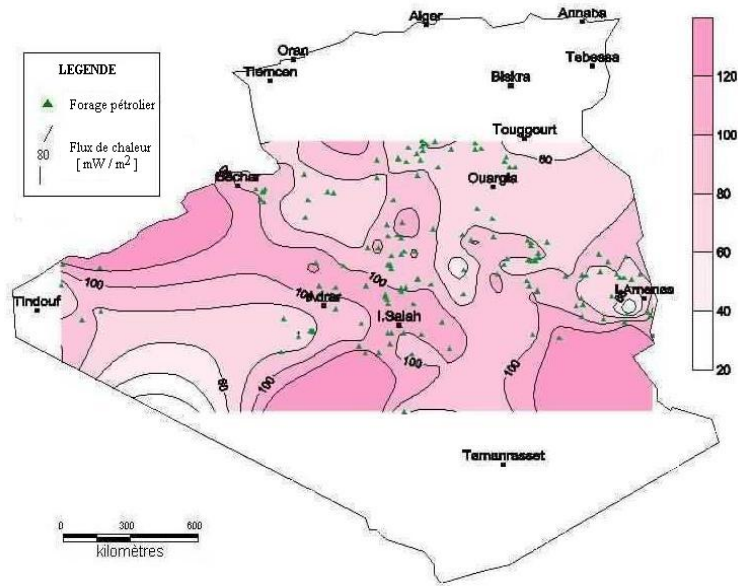 Alger
Annaba
Oran
Tlemcen
Tebessa
Biskra
LEGENDE
Forage pétrolier
80
Flux de chaleur
[ mW / m2 ]
Touggourt
60
Bechar
Ouargla
100
100
100
I.Amenas
Tindouf
Adrar
I.Salah
100
80
100
100
Tamanrasset
0 300 600
kilomètres
120
100
80
60
40
20